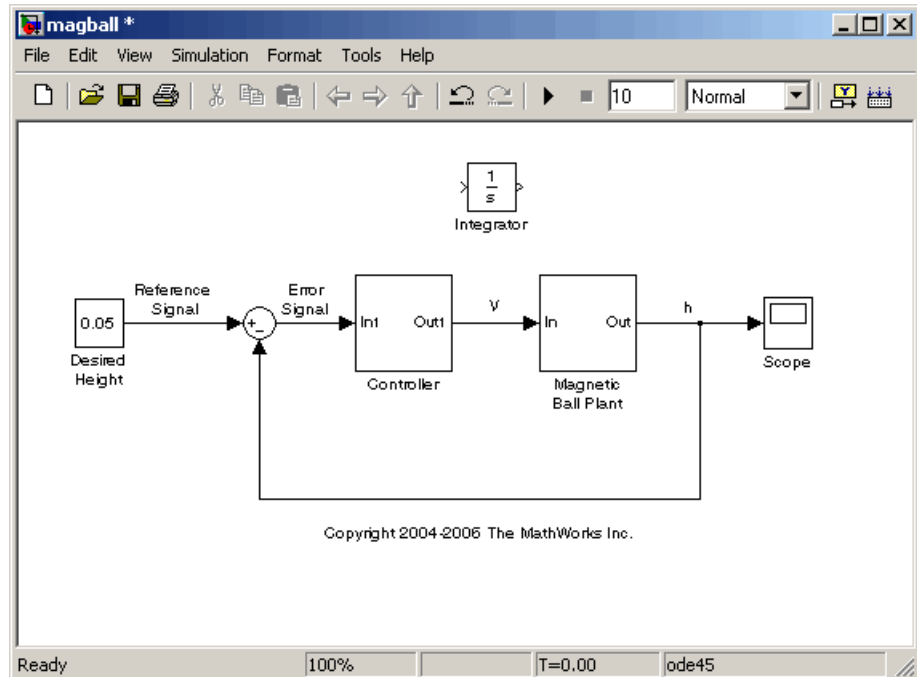 magball *
File Edit View Simulation Format Tools Help
10 Normal
1
s
Integrator
Reference
Signal
Error
Signal
0.05
+
-
In1 Out1
V
In Out
h
Desired
Height
Controller
Magnetic
Ball Plant
Scope
Copyright 2004-2006 The MathWorks Inc.
Ready 100% T=0.00 ode45